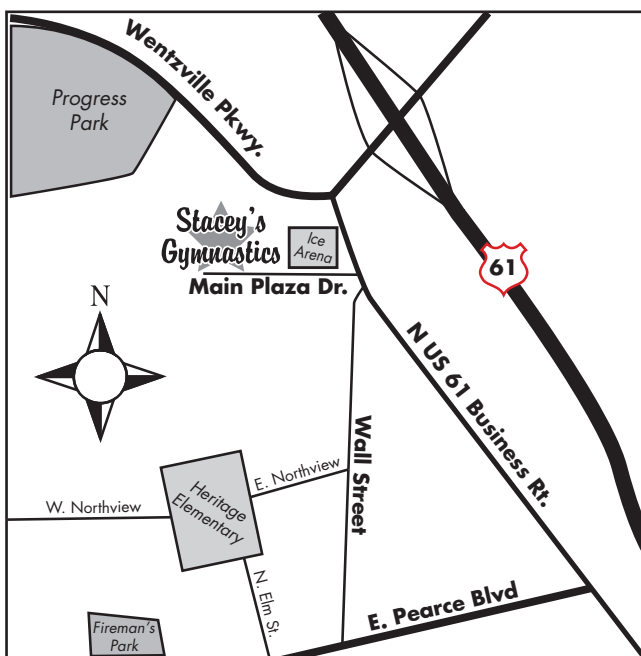 Wentzville Pkwy.
Progress
Park
Stacey's
Gymnastics
Ice
Arena
Main Plaza Dr.
61
N
N US 61 Business Rt.
Wall Street
E. Northview
Heritage
Elementary
W. Northview
N. Elm St.
E. Pearce Blvd
Fireman's
Park